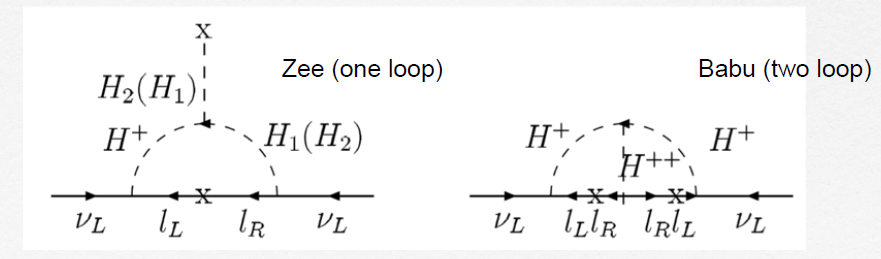 x
Zee (one loop)
Babu (two loop)
H₂(H₁)
H⁺
H₁(H₂)
H⁺
H⁺⁺
H⁺
x
x
x
ν_L
l_L
l_R
ν_L
ν_L
l_L l_R
l_R l_L
ν_L